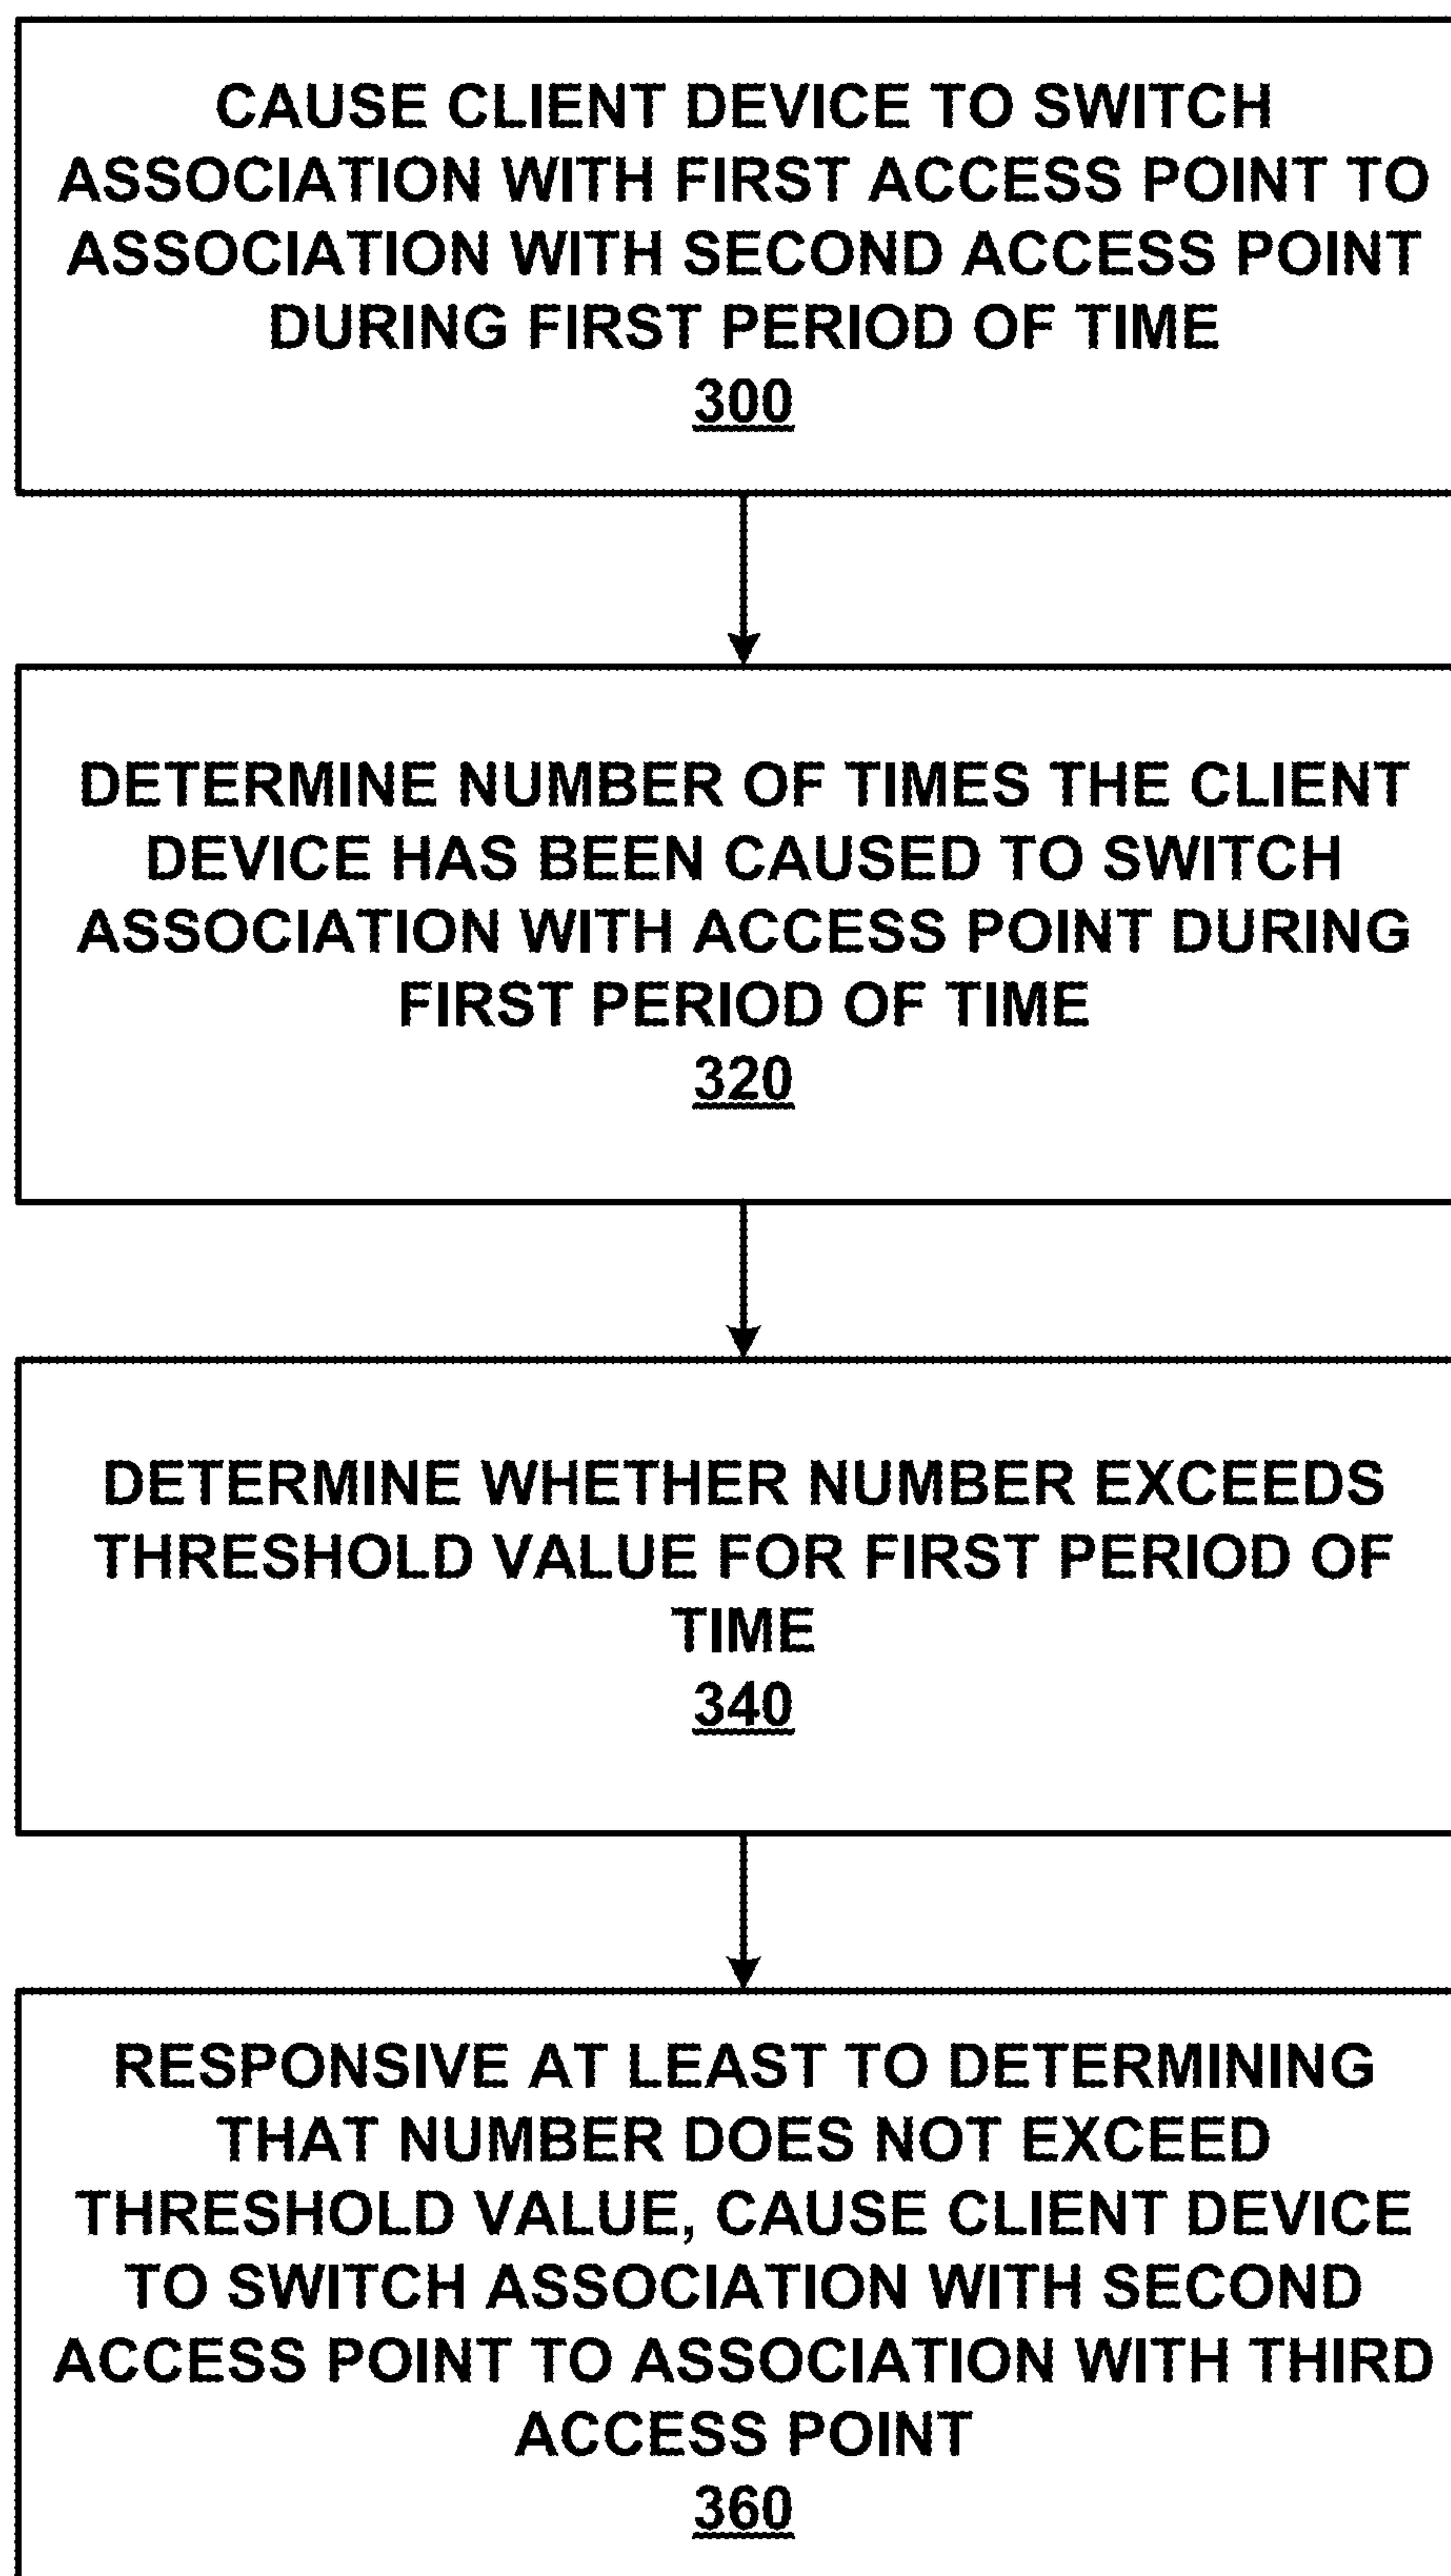 CAUSE CLIENT DEVICE TO SWITCH
ASSOCIATION WITH FIRST ACCESS POINT TO
ASSOCIATION WITH SECOND ACCESS POINT
DURING FIRST PERIOD OF TIME
300
DETERMINE NUMBER OF TIMES THE CLIENT
DEVICE HAS BEEN CAUSED TO SWITCH
ASSOCIATION WITH ACCESS POINT DURING
FIRST PERIOD OF TIME
320
DETERMINE WHETHER NUMBER EXCEEDS
THRESHOLD VALUE FOR FIRST PERIOD OF
TIME
340
RESPONSIVE AT LEAST TO DETERMINING
THAT NUMBER DOES NOT EXCEED
THRESHOLD VALUE, CAUSE CLIENT DEVICE
TO SWITCH ASSOCIATION WITH SECOND
ACCESS POINT TO ASSOCIATION WITH THIRD
ACCESS POINT
360